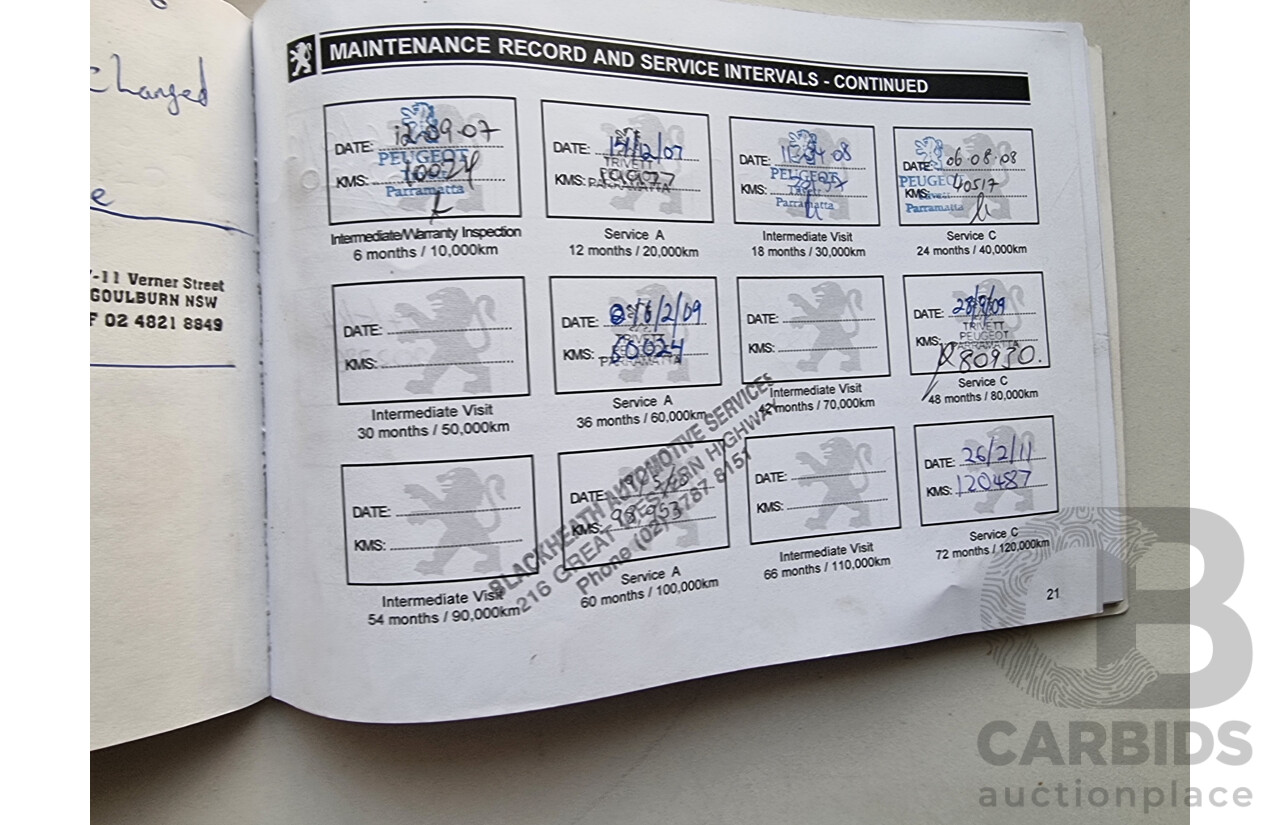 changed
e
-11 Verner Street
GOULBURN NSW
F 02 4821 8849
MAINTENANCE RECORD AND SERVICE INTERVALS - CONTINUED
DATE: 12.09.07
PEUGEOT
KMS: 10024
Parramatta
Intermediate/Warranty Inspection
6 months / 10,000km
DATE: /12/07
TRIVETT
KMS:
PARRAMATTA
Service A
12 months / 20,000km
DATE: 08
PEUGEOT
KMS:
Parramatta
Intermediate Visit
18 months / 30,000km
DATE: 06.08.08
PEUGEOT
KMS: 40517
Trivett
Parramatta
Service C
24 months / 40,000km
DATE:
KMS:
Intermediate Visit
30 months / 50,000km
DATE: /2/09
KMS: 60024
PARRAMATTA
Service A
36 months / 60,000km
DATE:
KMS:
Intermediate Visit
42 months / 70,000km
DATE: 28/9/09
TRIVETT
PEUGEOT
KMS: PARRAMATTA
80930.
Service C
48 months / 80,000km
DATE:
KMS:
Intermediate Visit
54 months / 90,000km
DATE:
KMS: 98953
Service A
60 months / 100,000km
BLACKHEATH AUTOMOTIVE SERVICES
216 GREAT WESTERN HIGHWAY
Phone (02) 4787 8151
DATE:
KMS:
Intermediate Visit
66 months / 110,000km
DATE: 26/2/11
KMS: 120487
Service C
72 months / 120,000km
21
CARBIDS
auctionplace